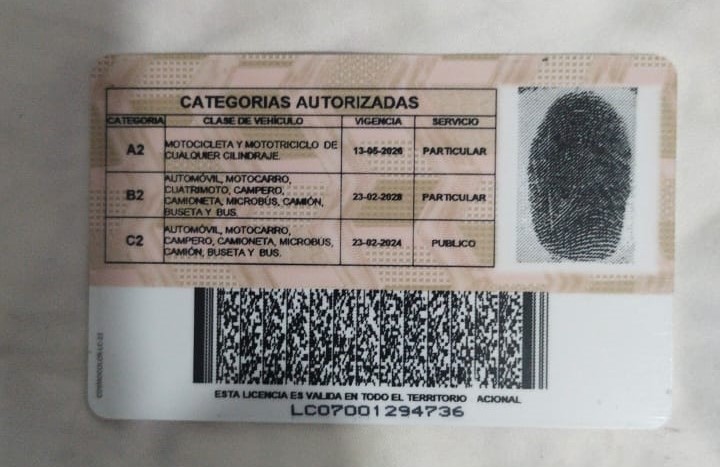 CATEGORIAS AUTORIZADAS
CATEGORIA CLASE DE VEHÍCULO VIGENCIA SERVICIO
A2 MOTOCICLETA Y MOTOTRICICLO DE CUALQUIER CILINDRAJE. 13-05-2026 PARTICULAR
B2 AUTOMÓVIL, MOTOCARRO, CUATRIMOTO, CAMPERO, CAMIONETA, MICROBÚS, CAMIÓN, BUSETA Y BUS. 23-02-2028 PARTICULAR
C2 AUTOMÓVIL, MOTOCARRO, CAMPERO, CAMIONETA, MICROBÚS, CAMIÓN, BUSETA Y BUS. 23-02-2024 PUBLICO
ESTA LICENCIA ES VALIDA EN TODO EL TERRITORIO ACIONAL
LC07001294736